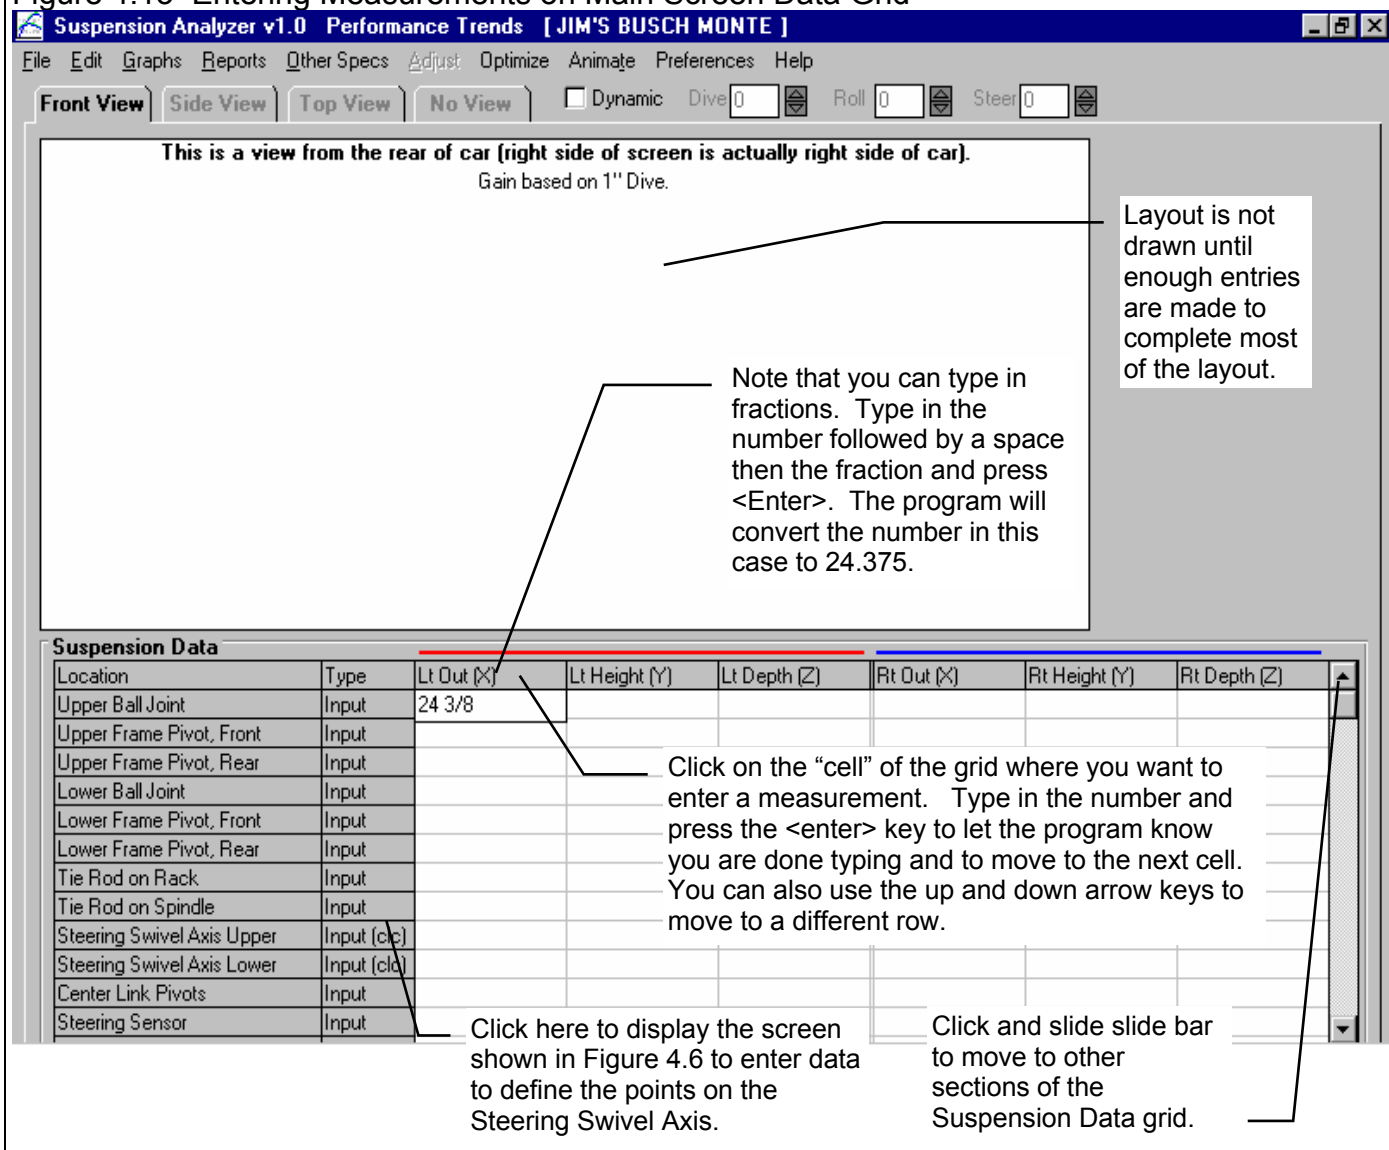 Figure 4.10 Entering Measurements on Main Screen Data Grid
Suspension Analyzer v1.0 Performance Trends [ JIM'S BUSCH MONTE ]
File Edit Graphs Reports Other Specs Adjust Optimize Animate Preferences Help
Front View Side View Top View No View Dynamic Dive 0 Roll 0 Steer 0
This is a view from the rear of car (right side of screen is actually right side of car).
Gain based on 1" Dive.
Layout is not
drawn until
enough entries
are made to
complete most
of the layout.
Note that you can type in
fractions. Type in the
number followed by a space
then the fraction and press
<Enter>. The program will
convert the number in this
case to 24.375.
Suspension Data
Location Type Lt Out (X) Lt Height (Y) Lt Depth (Z) Rt Out (X) Rt Height (Y) Rt Depth (Z)
Upper Ball Joint Input 24 3/8
Upper Frame Pivot, Front Input
Upper Frame Pivot, Rear Input
Lower Ball Joint Input
Lower Frame Pivot, Front Input
Lower Frame Pivot, Rear Input
Tie Rod on Rack Input
Tie Rod on Spindle Input
Steering Swivel Axis Upper Input (clc)
Steering Swivel Axis Lower Input (clc)
Center Link Pivots Input
Steering Sensor Input
Click on the “cell” of the grid where you want to
enter a measurement. Type in the number and
press the <enter> key to let the program know
you are done typing and to move to the next cell.
You can also use the up and down arrow keys to
move to a different row.
Click here to display the screen
shown in Figure 4.6 to enter data
to define the points on the
Steering Swivel Axis.
Click and slide slide bar
to move to other
sections of the
Suspension Data grid.